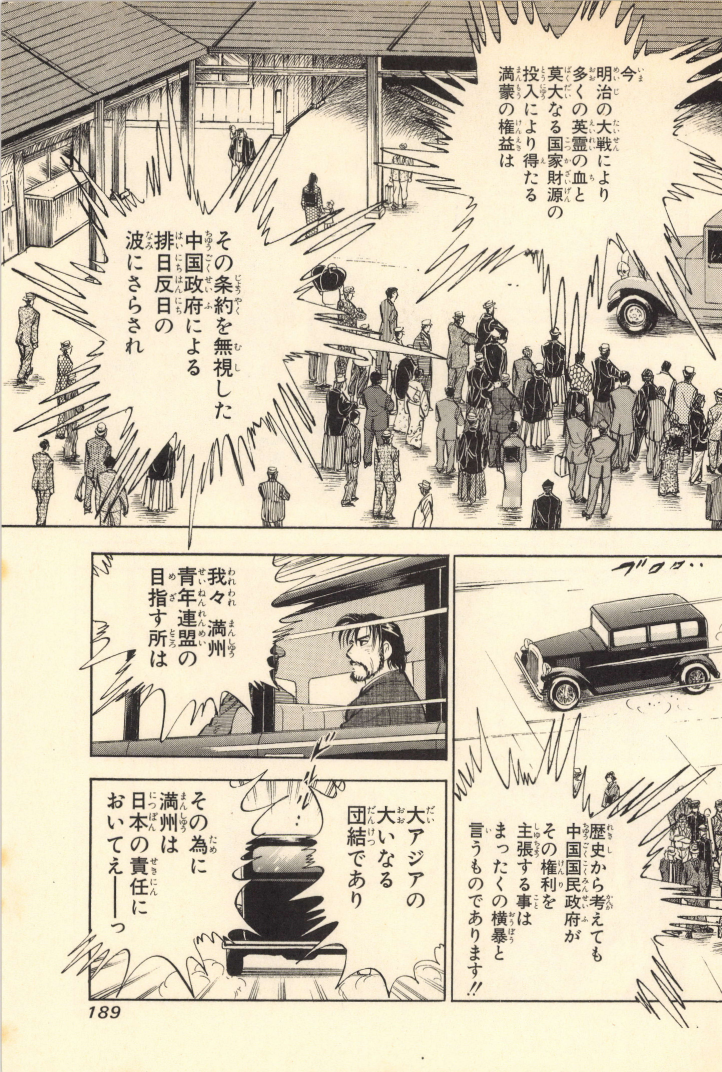 今
明治の大戦により
多くの英霊の血と
莫大なる国家財源の
投入により得たる
満蒙の権益は
その条約を無視した
中国政府による
排日反日の
波にさらされ
ブロロ‥
歴史から考えても
中国国民政府が
その権利を
主張する事は
まったくの横暴と
言うものであります!!
我々 満州
青年連盟の
目指す所は
大アジアの
大いなる
団結であり
その為に
満州は
日本の責任に
おいてえ──っ
189